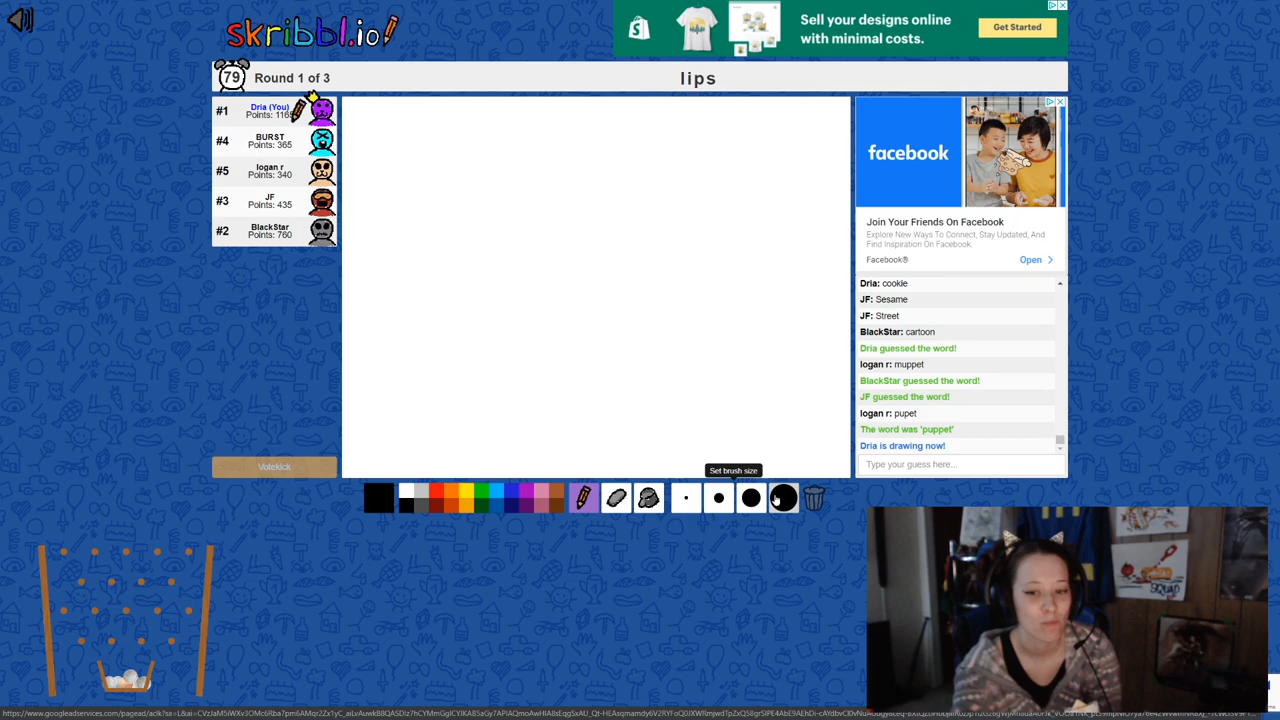 skribbl.io
Sell your designs online
with minimal costs.
Get Started
79
Round 1 of 3
lips
#1
Dria (You)
#4
BURST
Points: 365
#5
logan r
Points: 340
#3
JF
Points: 435
#2
BlackStar
Points: 760
Votekick
facebook
Join Your Friends On Facebook
Explore New Ways To Connect, Stay Updated, And
Find Inspiration On Facebook.
Facebook®
Open
Dria: cookie
JF: Sesame
JF: Street
BlackStar: cartoon
Dria guessed the word!
logan r: muppet
BlackStar guessed the word!
JF guessed the word!
logan r: pupet
The word was 'puppet'
Dria is drawing now!
Type your guess here...
Set brush size
SQUAD